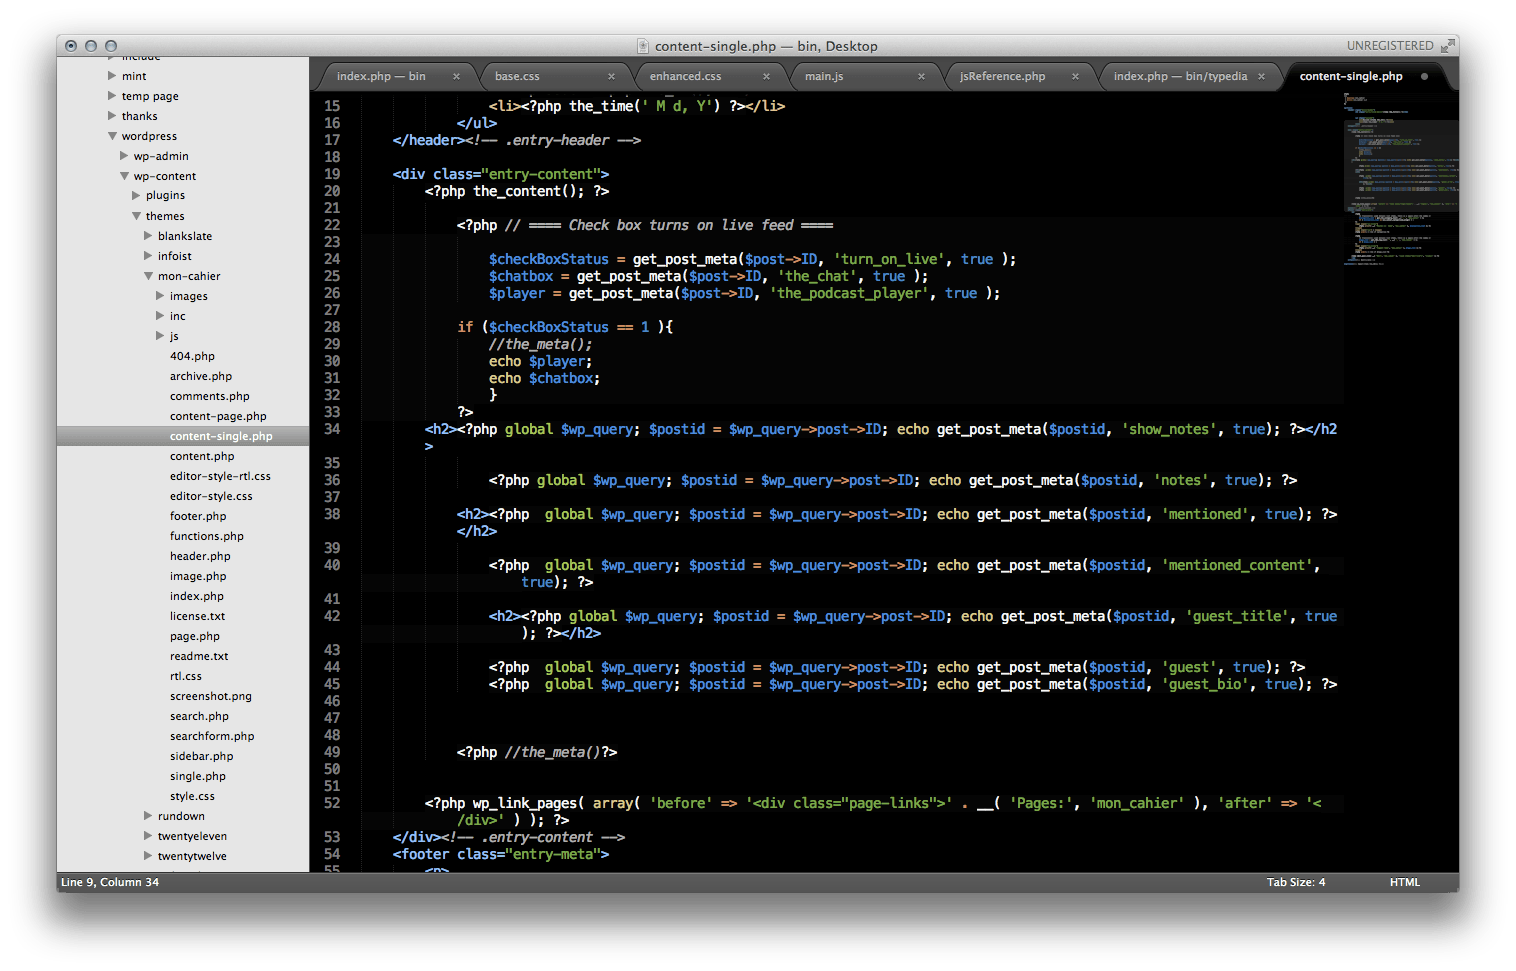 content-single.php — bin, Desktop
UNREGISTERED
include
mint
temp page
thanks
wordpress
wp-admin
wp-content
plugins
themes
blankslate
infoist
mon-cahier
images
inc
js
404.php
archive.php
comments.php
content-page.php
content-single.php
content.php
editor-style-rtl.css
editor-style.css
footer.php
functions.php
header.php
image.php
index.php
license.txt
page.php
readme.txt
rtl.css
screenshot.png
search.php
searchform.php
sidebar.php
single.php
style.css
rundown
twentyeleven
twentytwelve
index.php — bin × base.css × enhanced.css × main.js × jsReference.php × index.php — bin/typedia × content-single.php
15 <li><?php the_time(' M d, Y') ?></li>
16 </ul>
17 </header><!-- .entry-header -->
18
19 <div class="entry-content">
20 <?php the_content(); ?>
21
22 <?php // ==== Check box turns on live feed ====
23
24 $checkBoxStatus = get_post_meta($post->ID, 'turn_on_live', true );
25 $chatbox = get_post_meta($post->ID, 'the_chat', true );
26 $player = get_post_meta($post->ID, 'the_podcast_player', true );
27
28 if ($checkBoxStatus == 1 ){
29 //the_meta();
30 echo $player;
31 echo $chatbox;
32 }
33 ?>
34 <h2><?php global $wp_query; $postid = $wp_query->post->ID; echo get_post_meta($postid, 'show_notes', true); ?></h2
>
35
36 <?php global $wp_query; $postid = $wp_query->post->ID; echo get_post_meta($postid, 'notes', true); ?>
37
38 <h2><?php  global $wp_query; $postid = $wp_query->post->ID; echo get_post_meta($postid, 'mentioned', true); ?>
</h2>
39
40 <?php  global $wp_query; $postid = $wp_query->post->ID; echo get_post_meta($postid, 'mentioned_content',
true); ?>
41
42 <h2><?php global $wp_query; $postid = $wp_query->post->ID; echo get_post_meta($postid, 'guest_title', true
); ?></h2>
43
44 <?php  global $wp_query; $postid = $wp_query->post->ID; echo get_post_meta($postid, 'guest', true); ?>
45 <?php  global $wp_query; $postid = $wp_query->post->ID; echo get_post_meta($postid, 'guest_bio', true); ?>
46
47
48
49 <?php //the_meta()?>
50
51
52 <?php wp_link_pages( array( 'before' => '<div class="page-links">' . __( 'Pages:', 'mon_cahier' ), 'after' => '<
/div>' ) ); ?>
53 </div><!-- .entry-content -->
54 <footer class="entry-meta">
55 <p>
Line 9, Column 34
Tab Size: 4
HTML